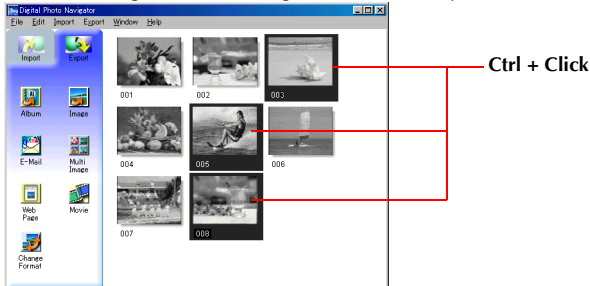 Digital Photo Navigator
File Edit Import Export Window Help
Import Export
001 002 003
Ctrl + Click
Album Image
004 005 006
E-Mail Multi Image
007 008
Web Page Movie
Change Format